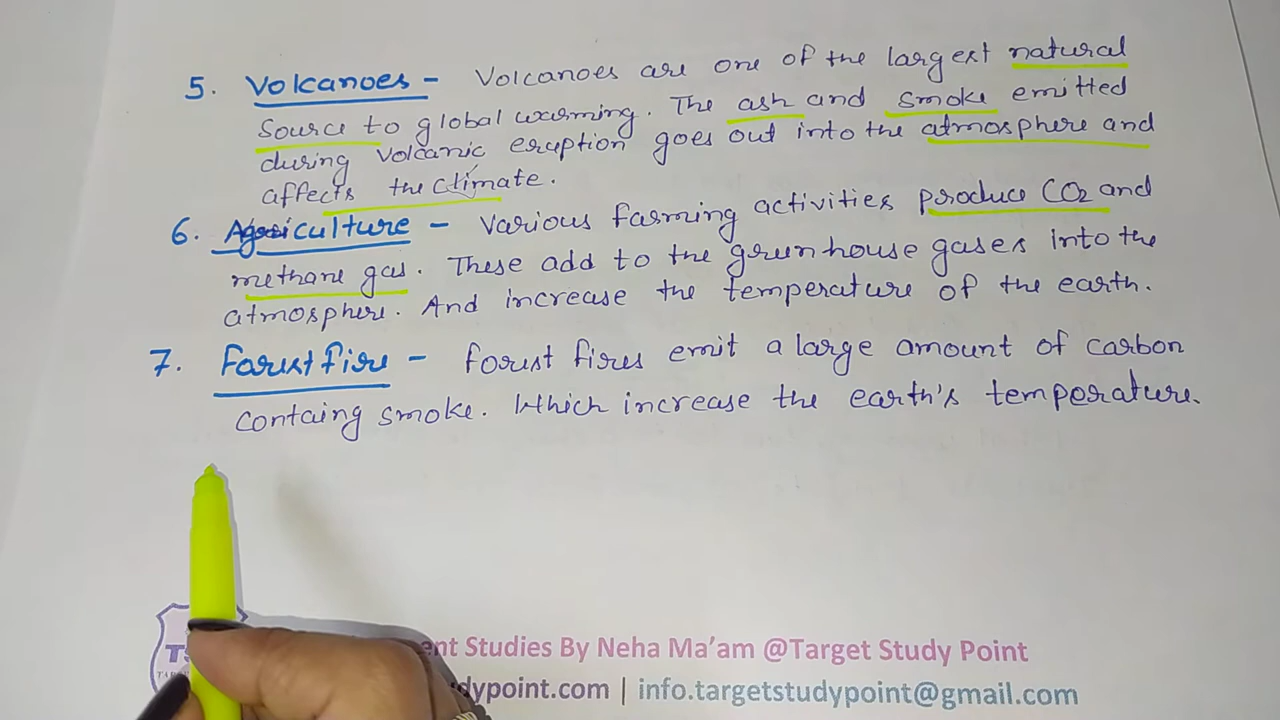 5. Volcanoes - Volcanoes are one of the largest natural
source to global warming. The ash and smoke emitted
during volcanic eruption goes out into the atmosphere and
affects the climate.
6. Agriculture - Various farming activities produce CO2 and
methane gas. These add to the greenhouse gases into the
atmosphere. And increase the temperature of the earth.
7. Forest fire - forest fires emit a large amount of carbon
containg smoke. Which increase the earth's temperature.
Studies By Neha Ma'am @Target Study Point
| info.targetstudypoint@gmail.com